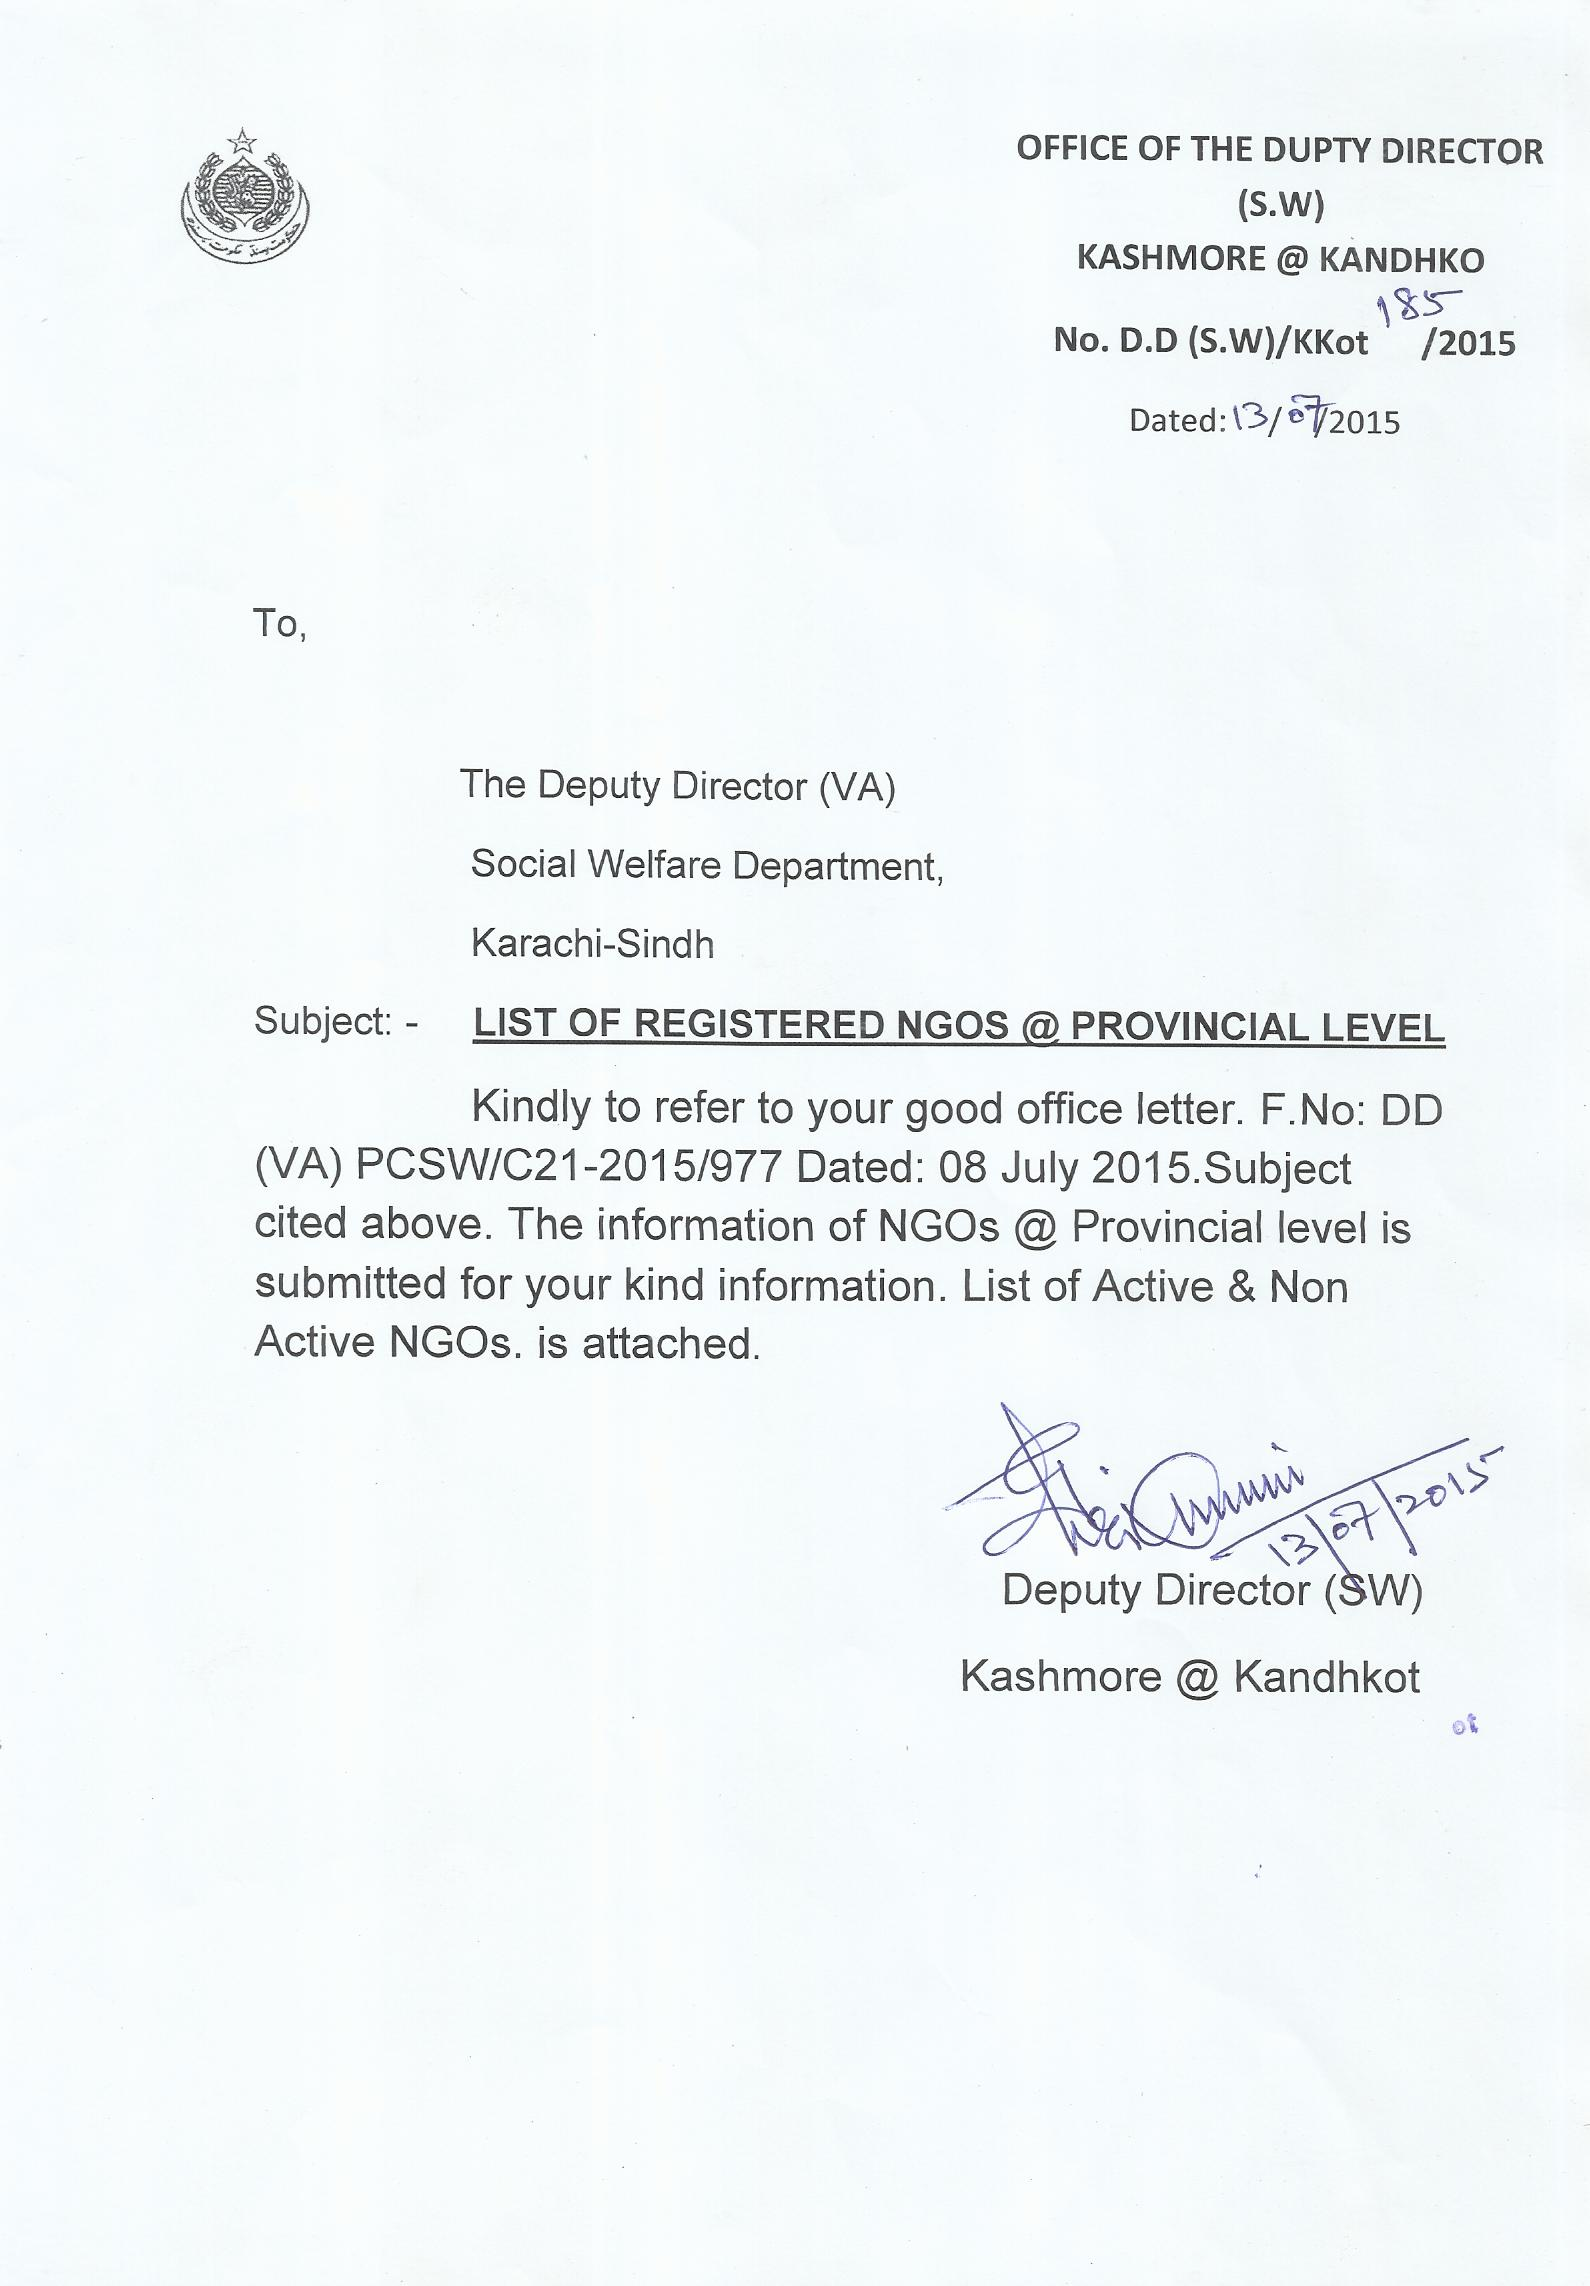 OFFICE OF THE DUPTY DIRECTOR
(S.W)
KASHMORE @ KANDHKO
185
No. D.D (S.W)/KKot /2015
Dated: 13/07/2015
To,
The Deputy Director (VA)
Social Welfare Department,
Karachi-Sindh
Subject: - LIST OF REGISTERED NGOS @ PROVINCIAL LEVEL
Kindly to refer to your good office letter. F.No: DD
(VA) PCSW/C21-2015/977 Dated: 08 July 2015.Subject
cited above. The information of NGOs @ Provincial level is
submitted for your kind information. List of Active & Non
Active NGOs. is attached.
13/07/2015
Deputy Director (SW)
Kashmore @ Kandhkot
ot